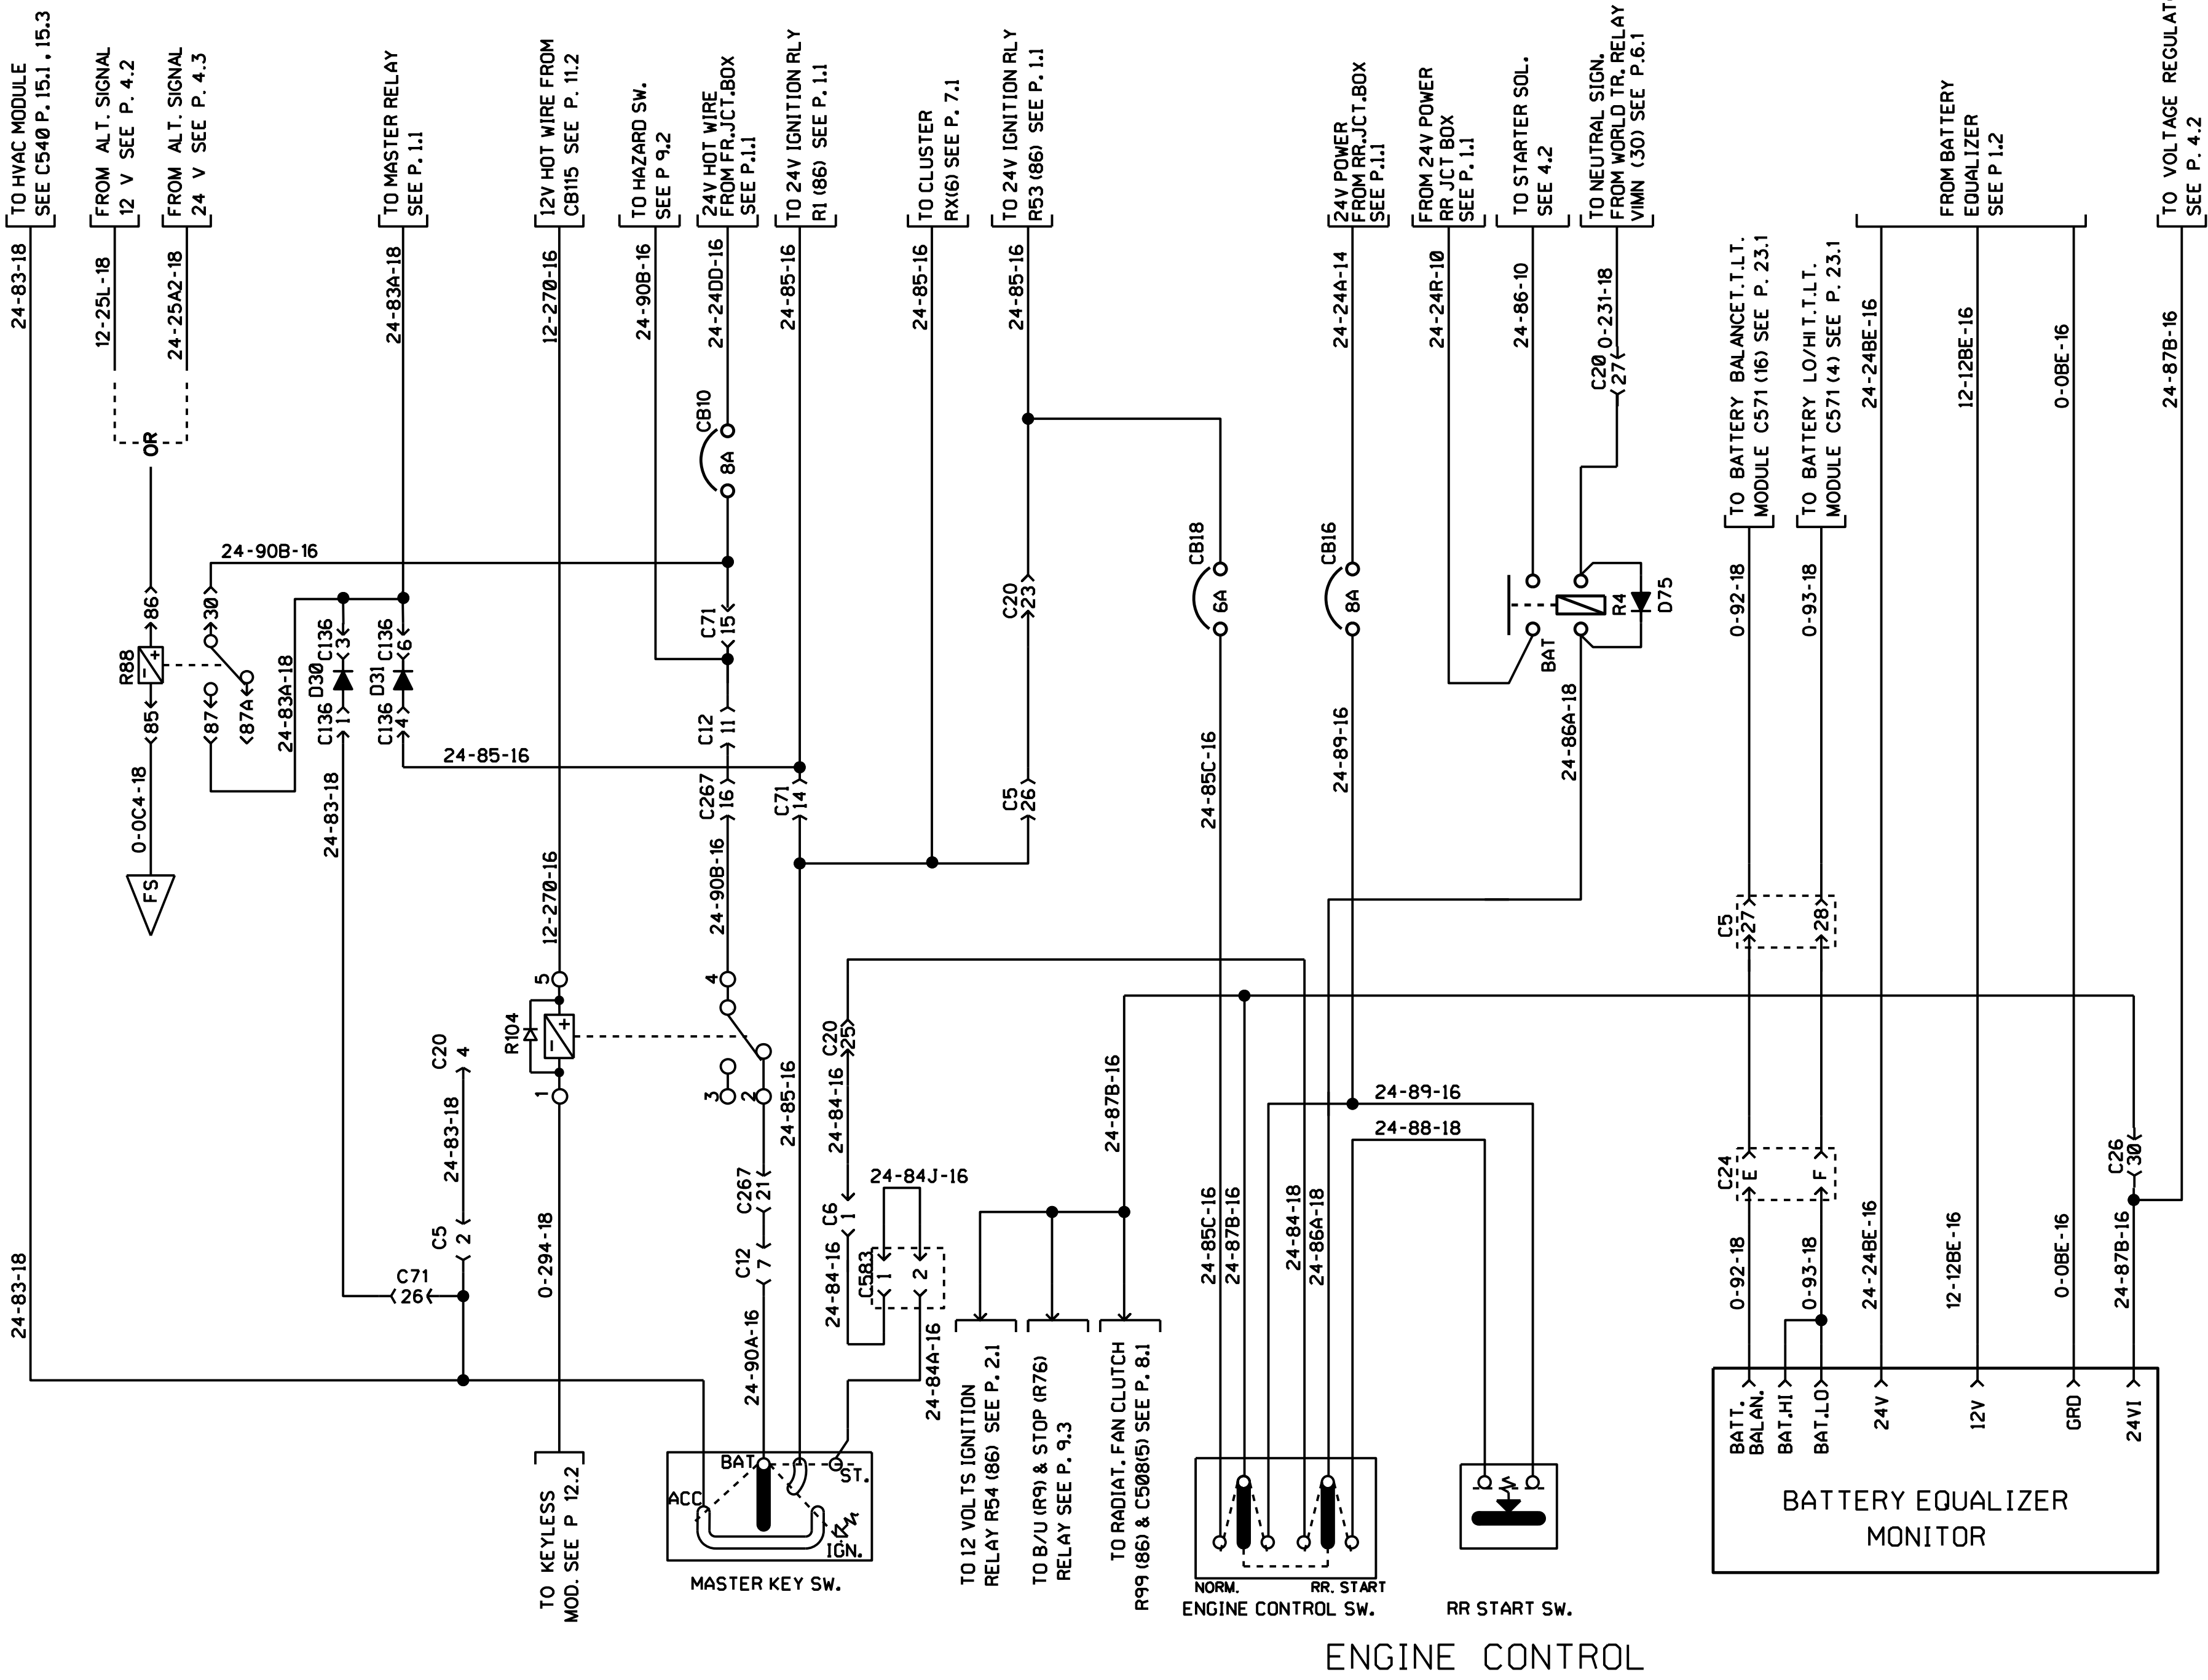 TO HVAC MODULE
SEE C540 P. 15.1 , 15.3
FROM ALT. SIGNAL
12 V SEE P. 4.2
FROM ALT. SIGNAL
24 V SEE P. 4.3
TO MASTER RELAY
SEE P. 1.1
12V HOT WIRE FROM
CB115 SEE P. 11.2
TO HAZARD SW.
SEE P 9.2
24V HOT WIRE
FROM FR.JCT.BOX
SEE P.1.1
TO 24V IGNITION RLY
R1 (86) SEE P. 1.1
TO CLUSTER
RX(6) SEE P. 7.1
TO 24V IGNITION RLY
R53 (86) SEE P. 1.1
24V POWER
FROM RR.JCT.BOX
SEE P.1.1
FROM 24V POWER
RR JCT BOX
SEE P. 1.1
TO STARTER SOL.
SEE 4.2
TO NEUTRAL SIGN.
FROM WORLD TR. RELAY
VIMN (30) SEE P.6.1
TO BATTERY BALANCET.T.LT.
MODULE C571 (16) SEE P. 23.1
TO BATTERY LO/HI T.T.LT.
MODULE C571 (4) SEE P. 23.1
FROM BATTERY
EQUALIZER
SEE P 1.2
TO VOLTAGE REGULAT
SEE P. 4.2
24-83-18
12-25L-18
24-25A2-18
24-83A-18
12-270-16
24-90B-16
24-24DD-16
24-85-16
24-85-16
24-85-16
24-24A-14
24-24R-10
24-86-10
0-231-18
24-24BE-16
12-12BE-16
0-0BE-16
24-87B-16
OR
CB10
8A
C20
27
24-90B-16
CB18
6A
CB16
8A
BAT
R4
D75
0-92-18
0-93-18
86
30
R88
85
87
87A
24-83A-18
C136
3
D30
C136
1
C136
6
D31
C136
4
C71
15
C12
11
C267
16
C71
14
C20
23
C5
26
24-85-16
0-0C4-18
FS
24-83-18
12-270-16
24-90B-16
24-85C-16
24-89-16
24-86A-18
C5
27
28
5
R104
1
4
3
2
C20
4
24-83-18
C5
2
C71
26
24-83-18
0-294-18
24-85-16
C20
25
24-84-16
C6
1
24-84J-16
C583
1
2
24-84-16
24-84A-16
C267
21
C12
7
24-90A-16
24-87B-16
24-89-16
24-88-18
24-85C-16
24-87B-16
24-84-18
24-86A-18
C24
E
F
0-92-18
0-93-18
24-24BE-16
12-12BE-16
0-0BE-16
C26
30
24-87B-16
TO KEYLESS
MOD. SEE P 12.2
BAT
ST.
ACC
IGN.
MASTER KEY SW.
TO 12 VOLTS IGNITION
RELAY R54 (86) SEE P. 2.1
TO B/U (R9) & STOP (R76)
RELAY SEE P. 9.3
TO RADIAT. FAN CLUTCH
R99 (86) & C508(5) SEE P. 8.1
NORM.
RR. START
ENGINE CONTROL SW.
RR START SW.
BATT.
BALAN.
BAT.HI
BAT.LO
24V
12V
GRD
24VI
BATTERY EQUALIZER
MONITOR
ENGINE CONTROL